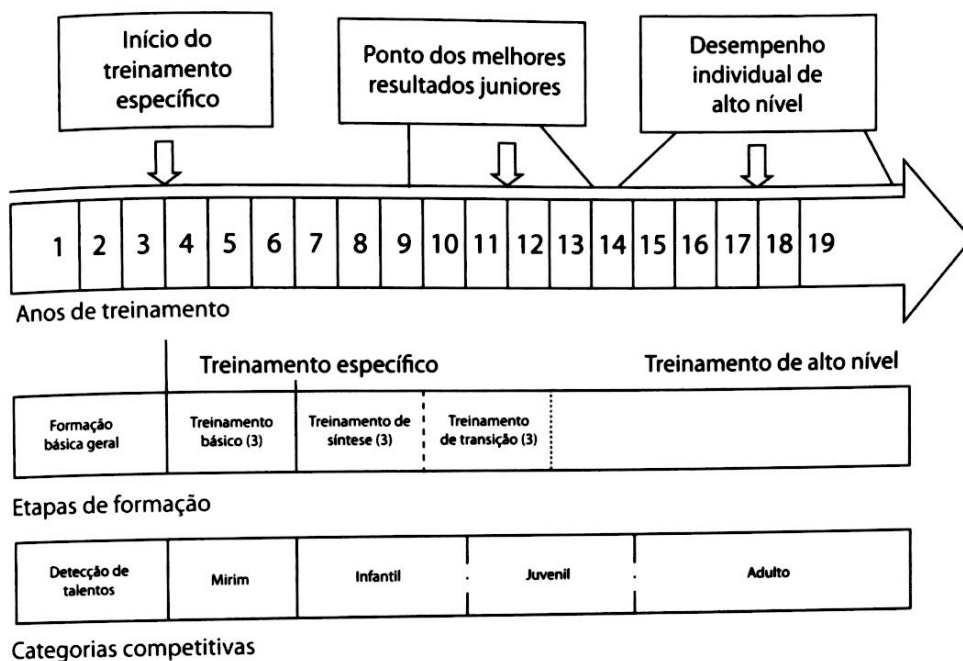 Início do
treinamento
específico
Ponto dos melhores
resultados juniores
Desempenho
individual de
alto nível
1 2 3 4 5 6 7 8 9 10 11 12 13 14 15 16 17 18 19
Anos de treinamento
Treinamento específico
Treinamento de alto nível
Formação
básica geral
Treinamento
básico (3)
Treinamento de
síntese (3)
Treinamento
de transição (3)
Etapas de formação
Detecção de
talentos
Mirim
Infantil
Juvenil
Adulto
Categorias competitivas